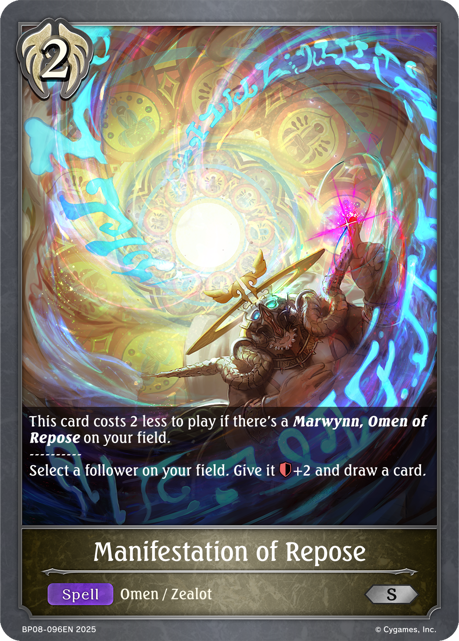 2
This card costs 2 less to play if there's a Marwynn, Omen of
Repose on your field.
----------
Select a follower on your field. Give it +2 and draw a card.
Manifestation of Repose
Spell Omen / Zealot S
BP08-096EN 2025 © Cygames, Inc.